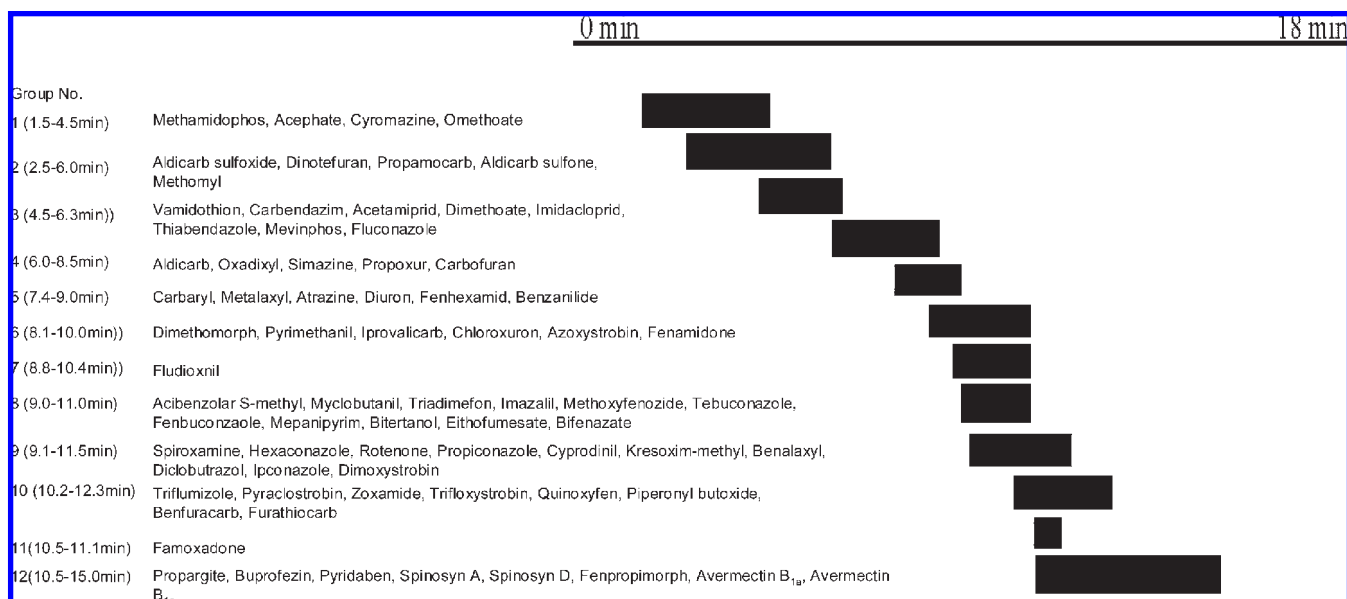 0 min 18 min
Group No.
1 (1.5-4.5min) Methamidophos, Acephate, Cyromazine, Omethoate
2 (2.5-6.0min) Aldicarb sulfoxide, Dinotefuran, Propamocarb, Aldicarb sulfone,
Methomyl
3 (4.5-6.3min)) Vamidothion, Carbendazim, Acetamiprid, Dimethoate, Imidacloprid,
Thiabendazole, Mevinphos, Fluconazole
4 (6.0-8.5min) Aldicarb, Oxadixyl, Simazine, Propoxur, Carbofuran
5 (7.4-9.0min) Carbaryl, Metalaxyl, Atrazine, Diuron, Fenhexamid, Benzanilide
6 (8.1-10.0min)) Dimethomorph, Pyrimethanil, Iprovalicarb, Chloroxuron, Azoxystrobin, Fenamidone
7 (8.8-10.4min)) Fludioxnil
8 (9.0-11.0min) Acibenzolar S-methyl, Myclobutanil, Triadimefon, Imazalil, Methoxyfenozide, Tebuconazole,
Fenbuconzaole, Mepanipyrim, Bitertanol, Eithofumesate, Bifenazate
9 (9.1-11.5min) Spiroxamine, Hexaconazole, Rotenone, Propiconazole, Cyprodinil, Kresoxim-methyl, Benalaxyl,
Diclobutrazol, Ipconazole, Dimoxystrobin
10 (10.2-12.3min) Triflumizole, Pyraclostrobin, Zoxamide, Trifloxystrobin, Quinoxyfen, Piperonyl butoxide,
Benfuracarb, Furathiocarb
11(10.5-11.1min) Famoxadone
12(10.5-15.0min) Propargite, Buprofezin, Pyridaben, Spinosyn A, Spinosyn D, Fenpropimorph, Avermectin B1a, Avermectin